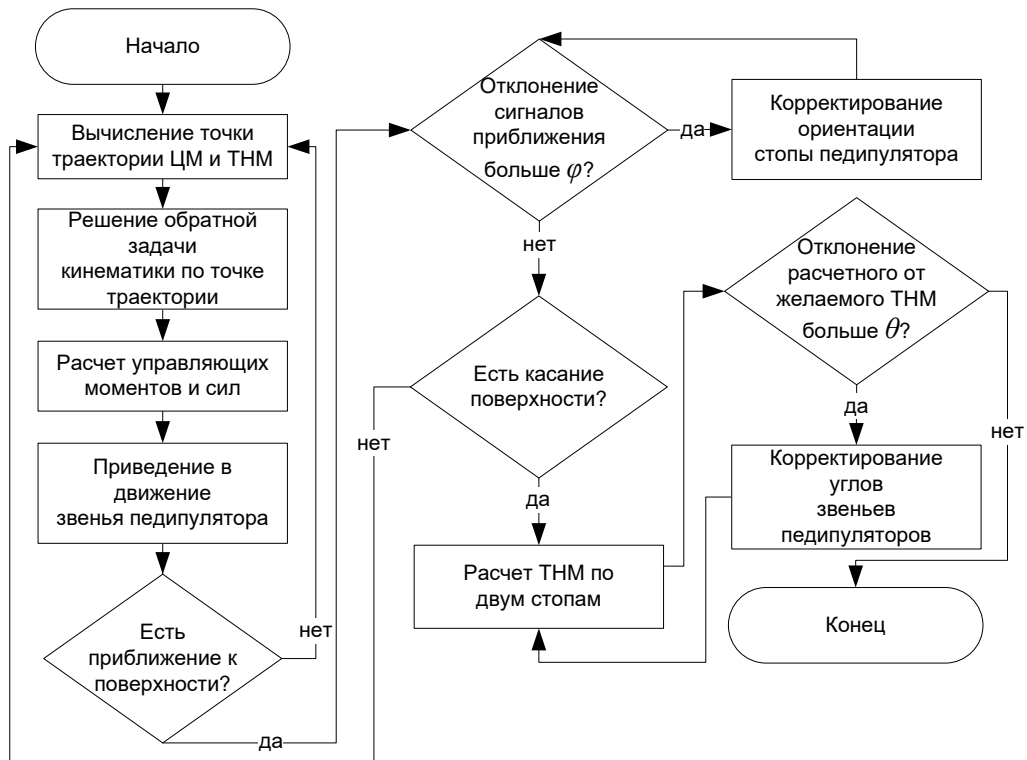 Начало
Вычисление точки
траектории ЦМ и ТНМ
Решение обратной
задачи
кинематики по точке
траектории
Расчет управляющих
моментов и сил
Приведение в
движение
звенья педипулятора
Есть
приближение к
поверхности?
нет
да
Отклонение
сигналов
приближения
больше φ?
да
Корректирование
ориентации
стопы педипулятора
нет
Есть касание
поверхности?
нет
да
Расчет ТНМ по
двум стопам
Отклонение
расчетного от
желаемого ТНМ
больше θ?
да
нет
Корректирование
углов
звеньев
педипуляторов
Конец